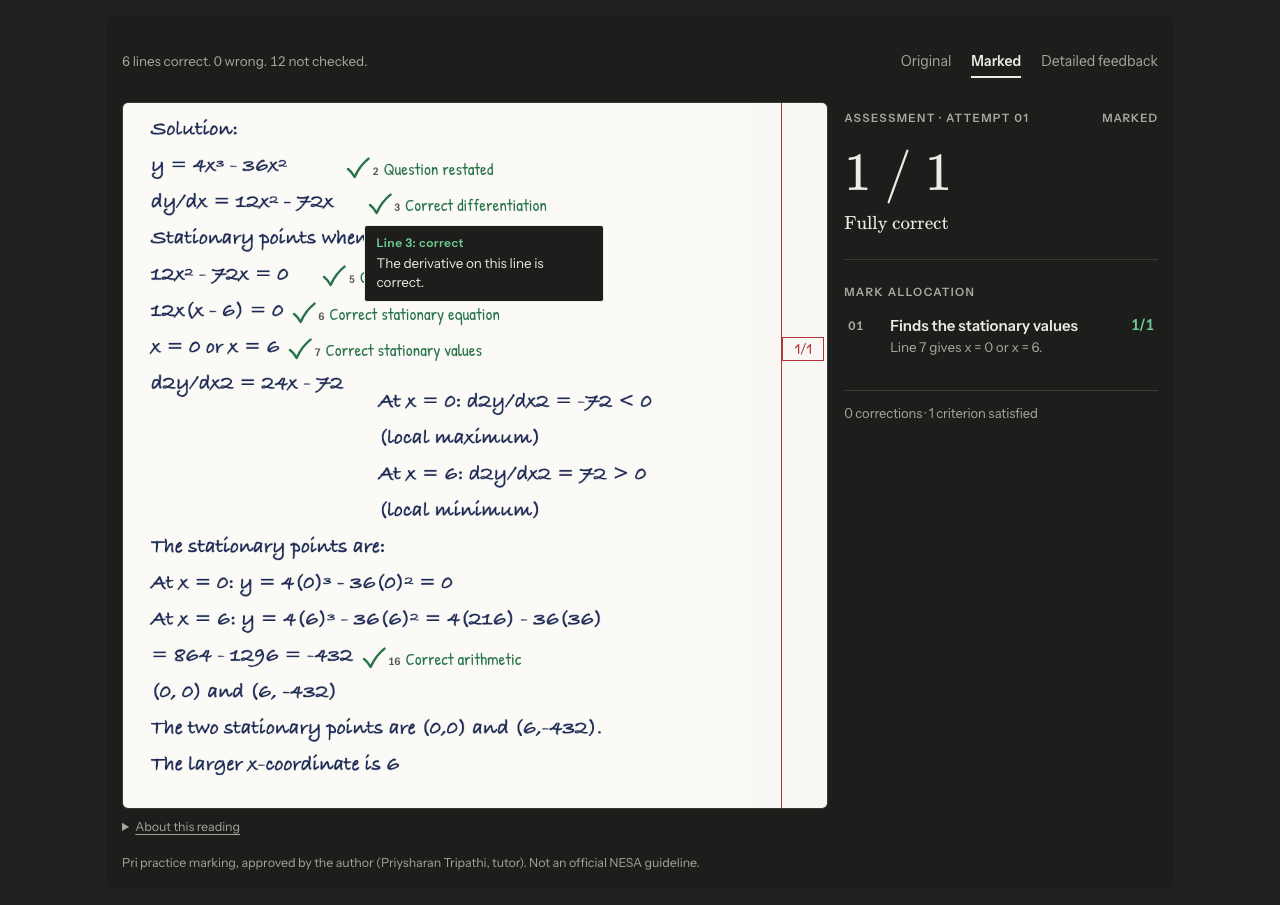 6 lines correct. 0 wrong. 12 not checked.
Original Marked Detailed feedback
Solution:
y = 4x³ - 36x² 2 Question restated
dy/dx = 12x² - 72x 3 Correct differentiation
Stationary points when
Line 3: correct
The derivative on this line is
correct.
12x² - 72x = 0 5
12x(x - 6) = 0 6 Correct stationary equation
x = 0 or x = 6 7 Correct stationary values
1/1
d2y/dx2 = 24x - 72
At x = 0: d2y/dx2 = -72 < 0
(local maximum)
At x = 6: d2y/dx2 = 72 > 0
(local minimum)
The stationary points are:
At x = 0: y = 4(0)³ - 36(0)² = 0
At x = 6: y = 4(6)³ - 36(6)² = 4(216) - 36(36)
= 864 - 1296 = -432 16 Correct arithmetic
(0, 0) and (6, -432)
The two stationary points are (0,0) and (6,-432).
The larger x-coordinate is 6
ASSESSMENT · ATTEMPT 01 MARKED
1 / 1
Fully correct
MARK ALLOCATION
01 Finds the stationary values 1/1
Line 7 gives x = 0 or x = 6.
0 corrections · 1 criterion satisfied
About this reading
Pri practice marking, approved by the author (Priysharan Tripathi, tutor). Not an official NESA guideline.